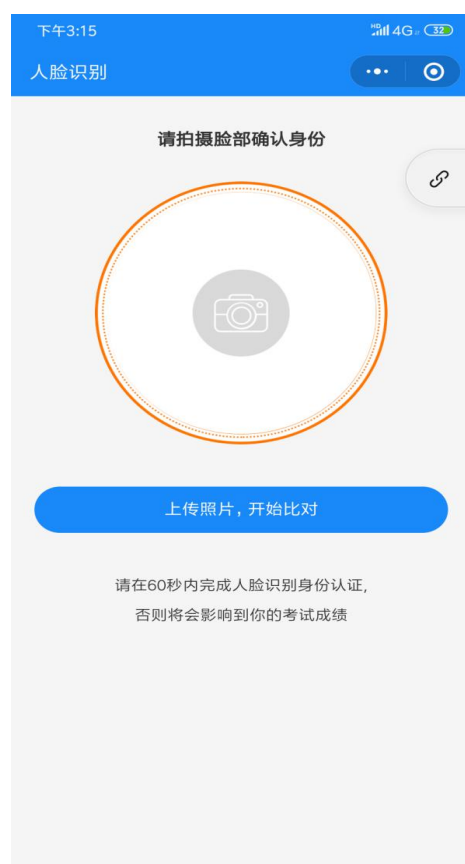 下午3:15
HD 4G 32
人脸识别
请拍摄脸部确认身份
上传照片，开始比对
请在60秒内完成人脸识别身份认证,
否则将会影响到你的考试成绩